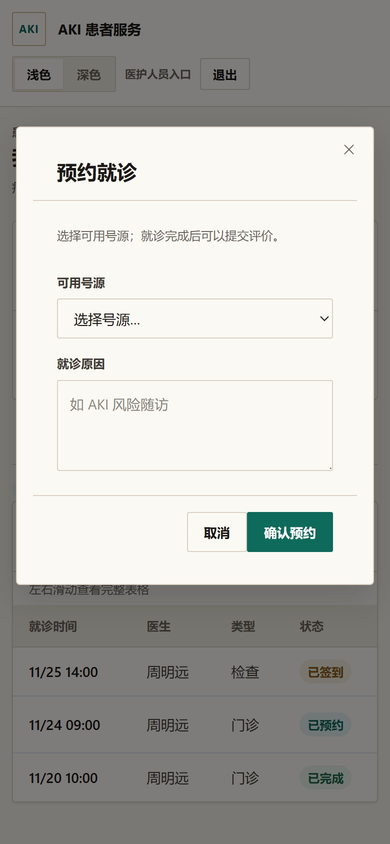 AKI
AKI 患者服务
浅色
深色
医护人员入口
退出
预约就诊
选择可用号源；就诊完成后可以提交评价。
可用号源
选择号源...
就诊原因
如 AKI 风险随访
取消
确认预约
左右滑动查看完整表格
就诊时间 医生 类型 状态
11/25 14:00 周明远 检查 已签到
11/24 09:00 周明远 门诊 已预约
11/20 10:00 周明远 门诊 已完成